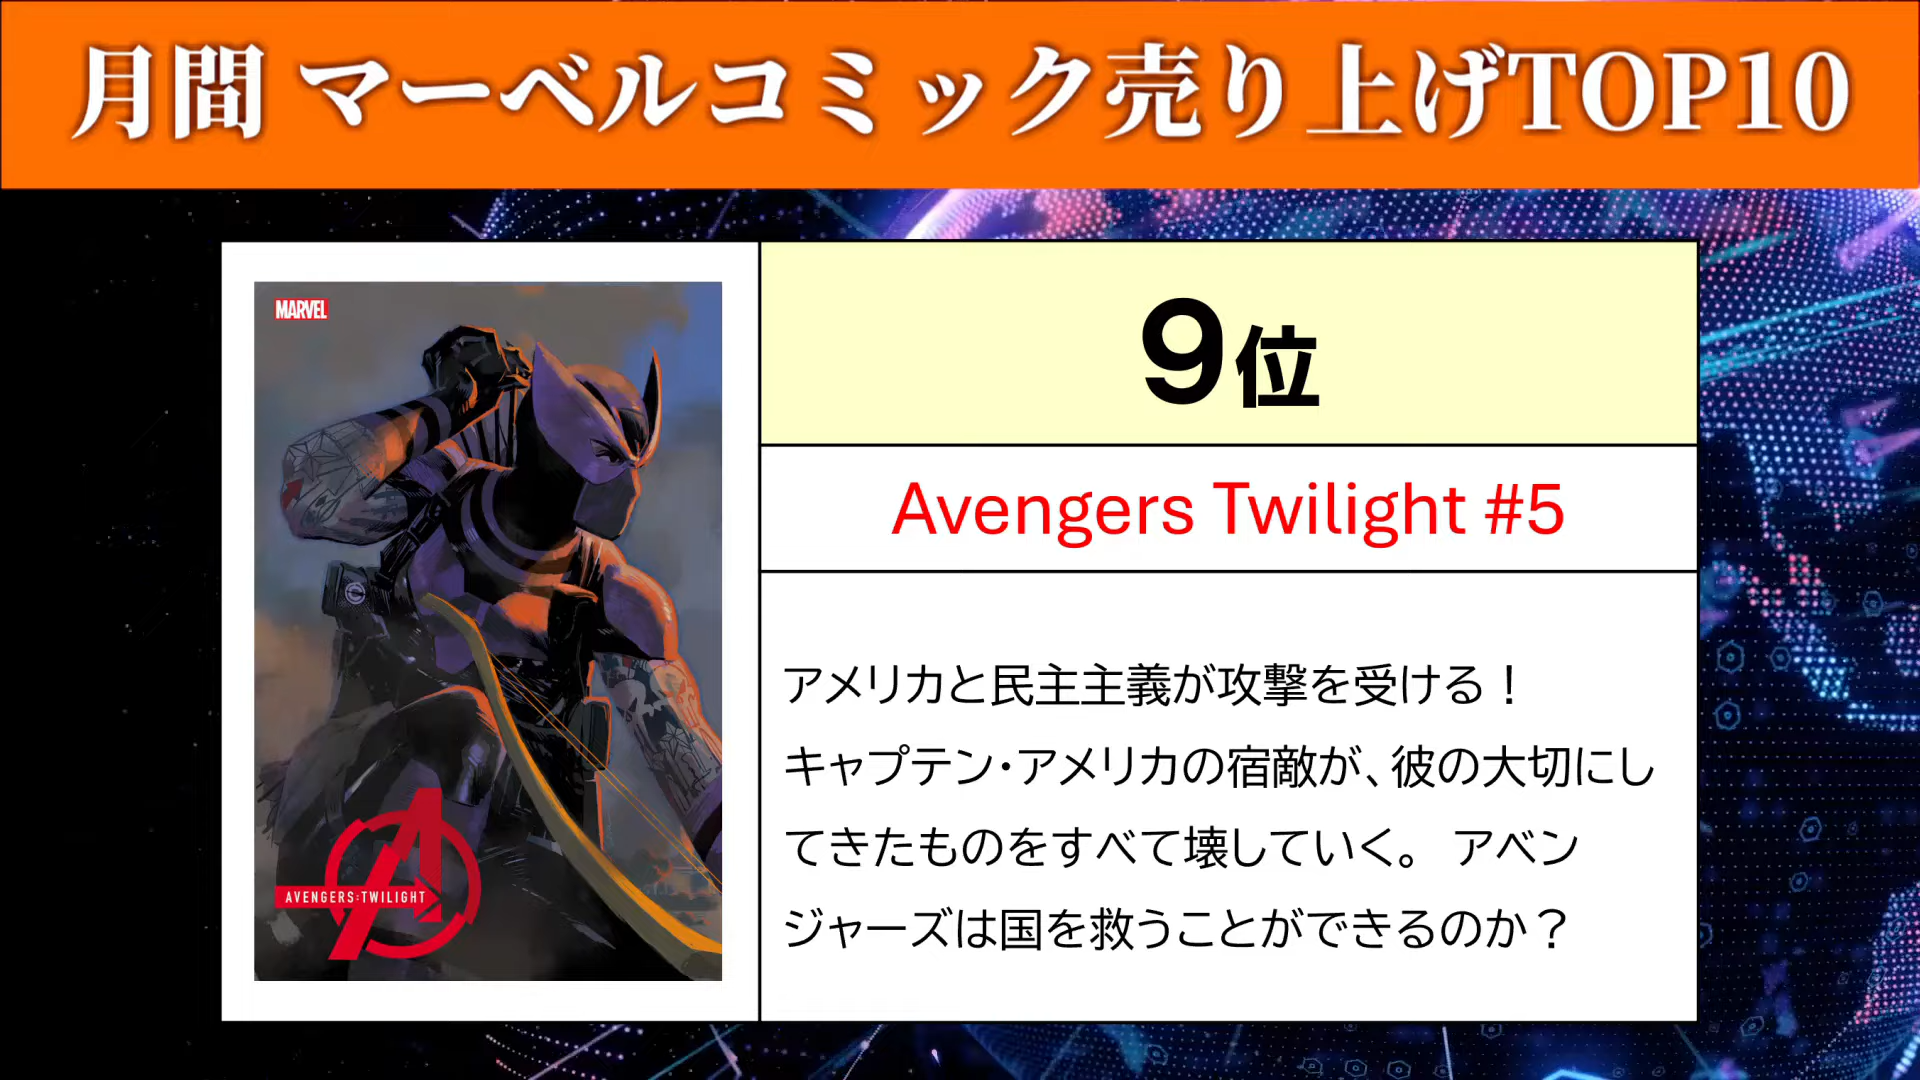 月間 マーベルコミック売り上げTOP10
MARVEL
AVENGERS:TWILIGHT
9位
Avengers Twilight #5
アメリカと民主主義が攻撃を受ける！
キャプテン・アメリカの宿敵が、彼の大切にし
てきたものをすべて壊していく。 アベン
ジャーズは国を救うことができるのか？